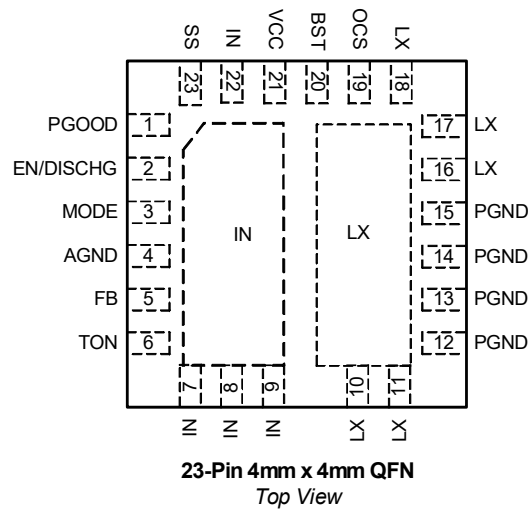 SS IN VCC BST OCS LX
23 22 21 20 19 18
PGOOD 1 17 LX
EN/DISCHG 2 16 LX
MODE 3 15 PGND
AGND 4 IN LX 14 PGND
FB 5 13 PGND
TON 6 12 PGND
7 8 9 10 11
IN IN IN LX LX
23-Pin 4mm x 4mm QFN
Top View